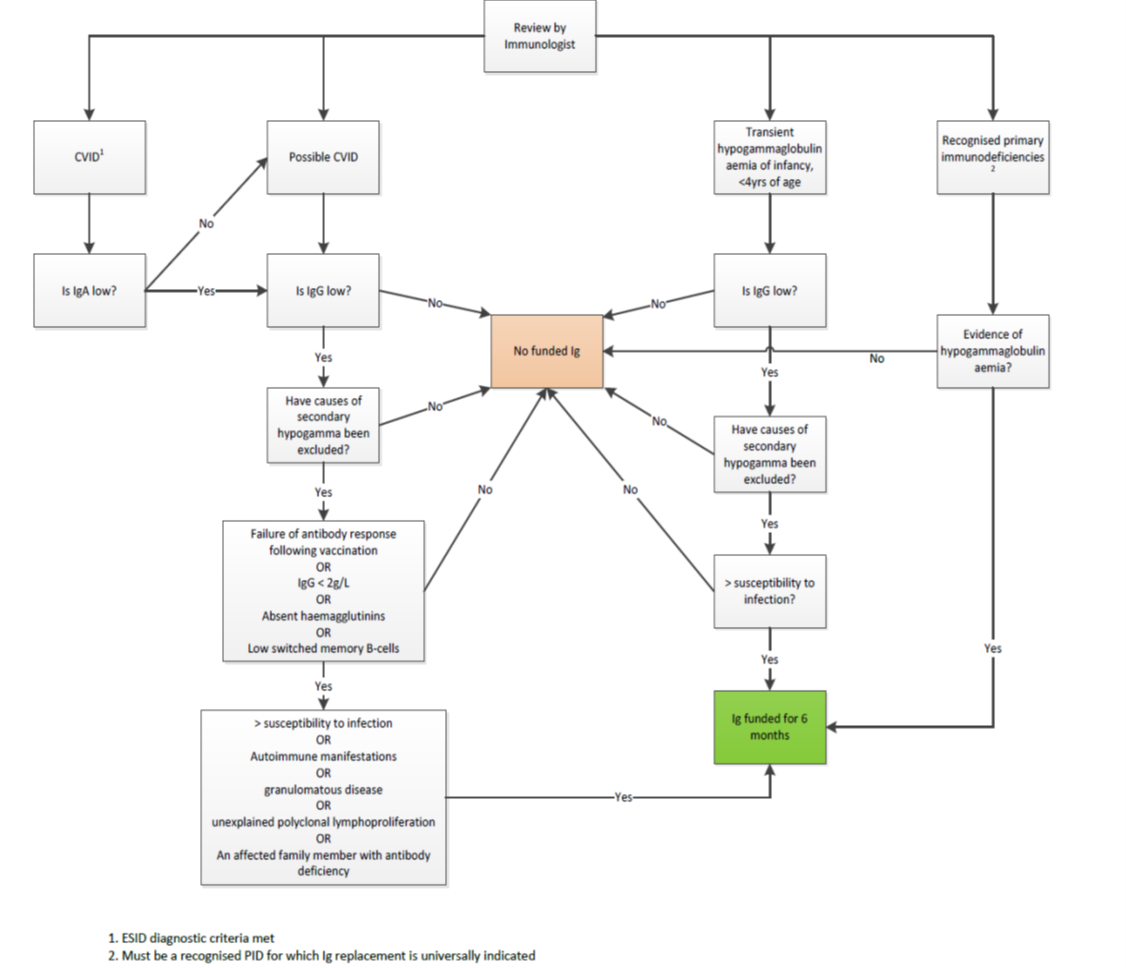 Review by
Immunologist
CVID1
Possible CVID
Transient
hypogammaglobulin
aemia of infancy,
<4yrs of age
Recognised primary
immunodeficiencies
2
No
Is IgA low?
Yes
Is IgG low?
No
No
Is IgG low?
No funded Ig
No
Evidence of
hypogammaglobulin
aemia?
Yes
Yes
Have causes of
secondary
hypogamma been
excluded?
No
No
Have causes of
secondary
hypogamma been
excluded?
Yes
No
No
Yes
Failure of antibody response
following vaccination
OR
IgG < 2g/L
OR
Absent haemagglutinins
OR
Low switched memory B-cells
> susceptibility to
infection?
Yes
Yes
Yes
> susceptibility to infection
OR
Autoimmune manifestations
OR
granulomatous disease
OR
unexplained polyclonal lymphoproliferation
OR
An affected family member with antibody
deficiency
Ig funded for 6
months
Yes
1. ESID diagnostic criteria met
2. Must be a recognised PID for which Ig replacement is universally indicated